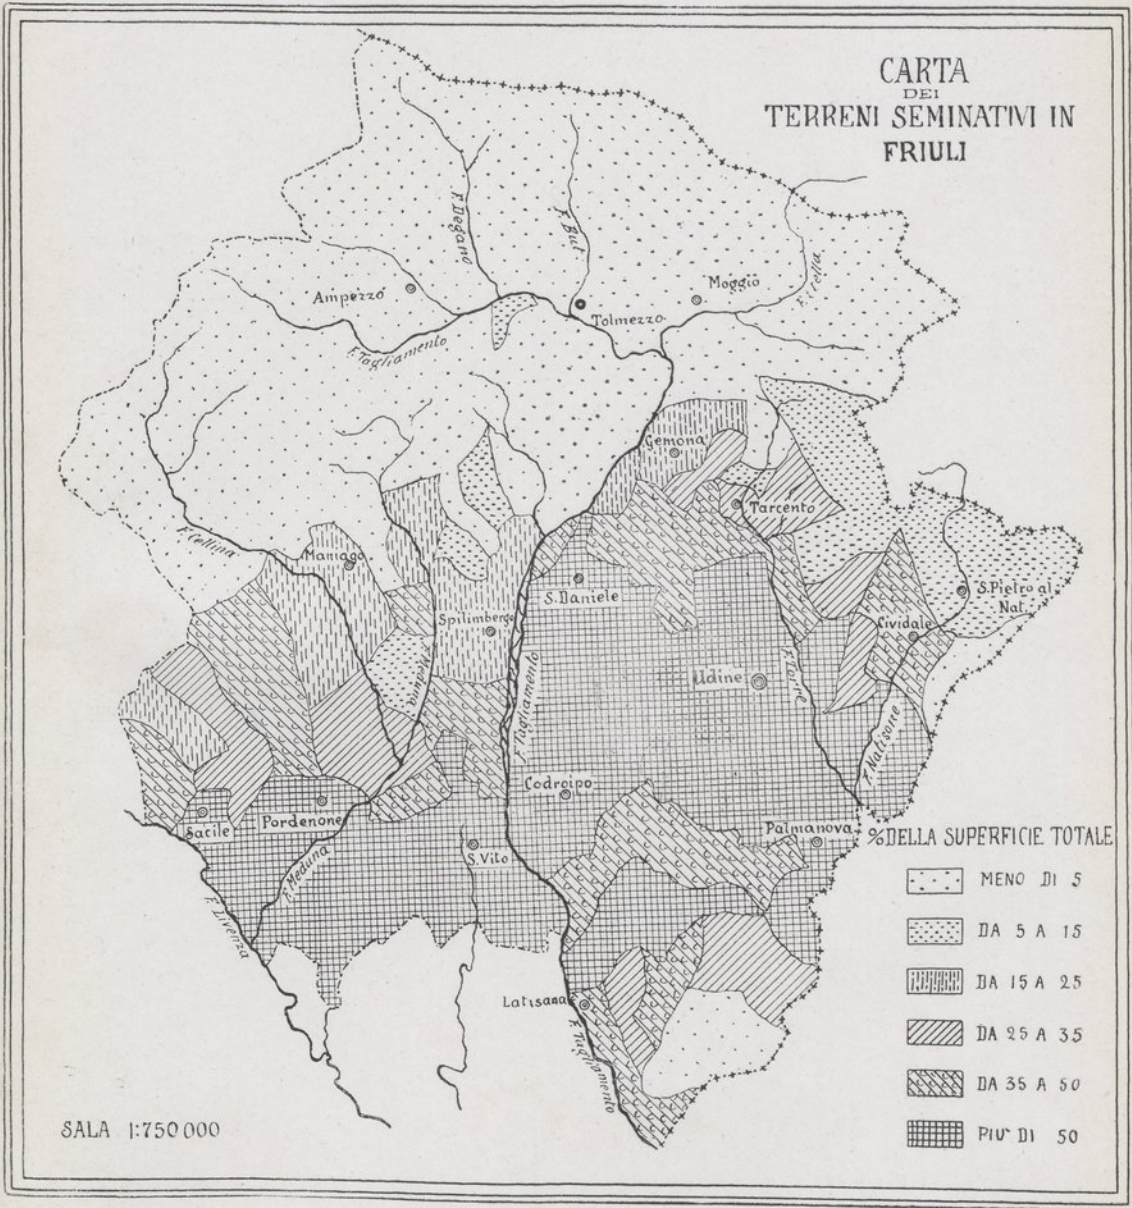 CARTA
DEI
TERRENI SEMINATIVI IN
FRIULI
F. Degano
F. But
Moggio
F. Fella
Ampezzo
Tolmezzo
F. Tagliamento
Gemona
Tarcento
F. Cellina
Maniago
S. Daniele
S. Pietro al
Nat.
Spilimbergo
Cividale
Meduna
F. Tagliamento
Udine
F. Torre
F. Natisone
Codroipo
Sacile
Pordenone
Palmanova
S. Vito
F. Meduna
F. Livenza
Latisana
F. Tagliamento
% DELLA SUPERFICIE TOTALE
MENO DI 5
DA 5 A 15
DA 15 A 25
DA 25 A 35
DA 35 A 50
PIU' DI 50
SALA 1:750000